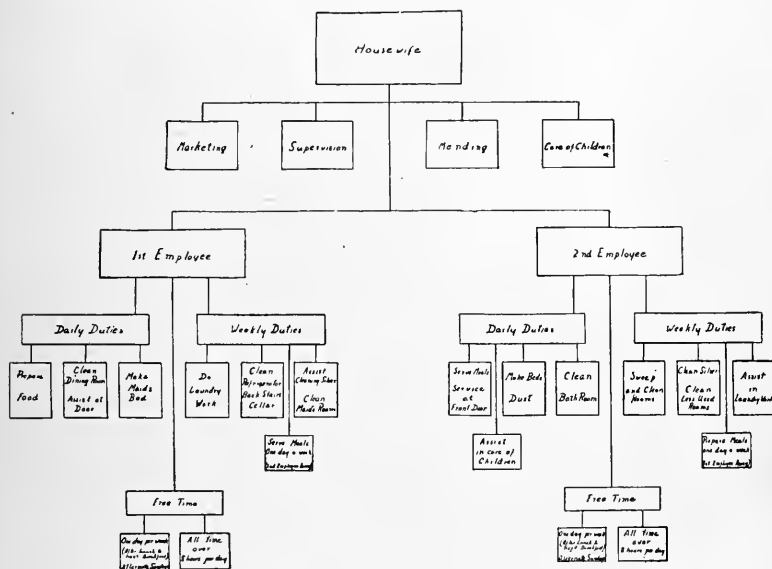 Housewife
Marketing
Supervision
Mending
Care of Children
1st Employee
2nd Employee
Daily Duties
Weekly Duties
Daily Duties
Weekly Duties
Prepare
Food
Clean
Dining Room
Assist at
Door
Make
Maids
Bed
Do
Laundry
Work
Clean
Refrigerator
Back Stairs
Cellar
Assist
Cleaning Silver
Clean
Maids Room
Serve Meals
Service
at
Front Door
Make Beds
Dust
Clean
Bath Room
Sweep
and Clean
Rooms
Clean Silver
Clean
Less Used
Rooms
Assist
in
Laundry Work
Serve Meals
One day a week
Assist
in care of
Children
Prepare Meals
one day a week
Free Time
Free Time
One day per week
Alternate Sundays
All time
over
8 hours per day
One day per week
Alternate Sundays
All time
over
8 hours per day